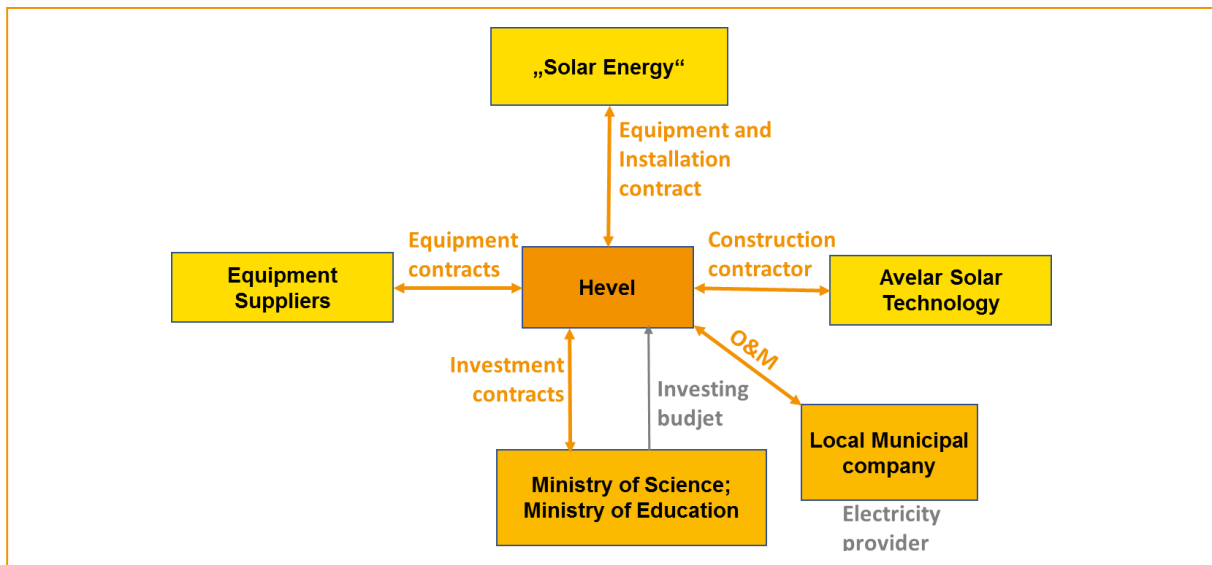 „Solar Energy“
Equipment and
Installation
contract
Equipment
contracts
Construction
contractor
Equipment
Suppliers
Hevel
Avelar Solar
Technology
O&M
Investment
contracts
Investing
budjet
Local Municipal
company
Ministry of Science;
Ministry of Education
Electricity
provider